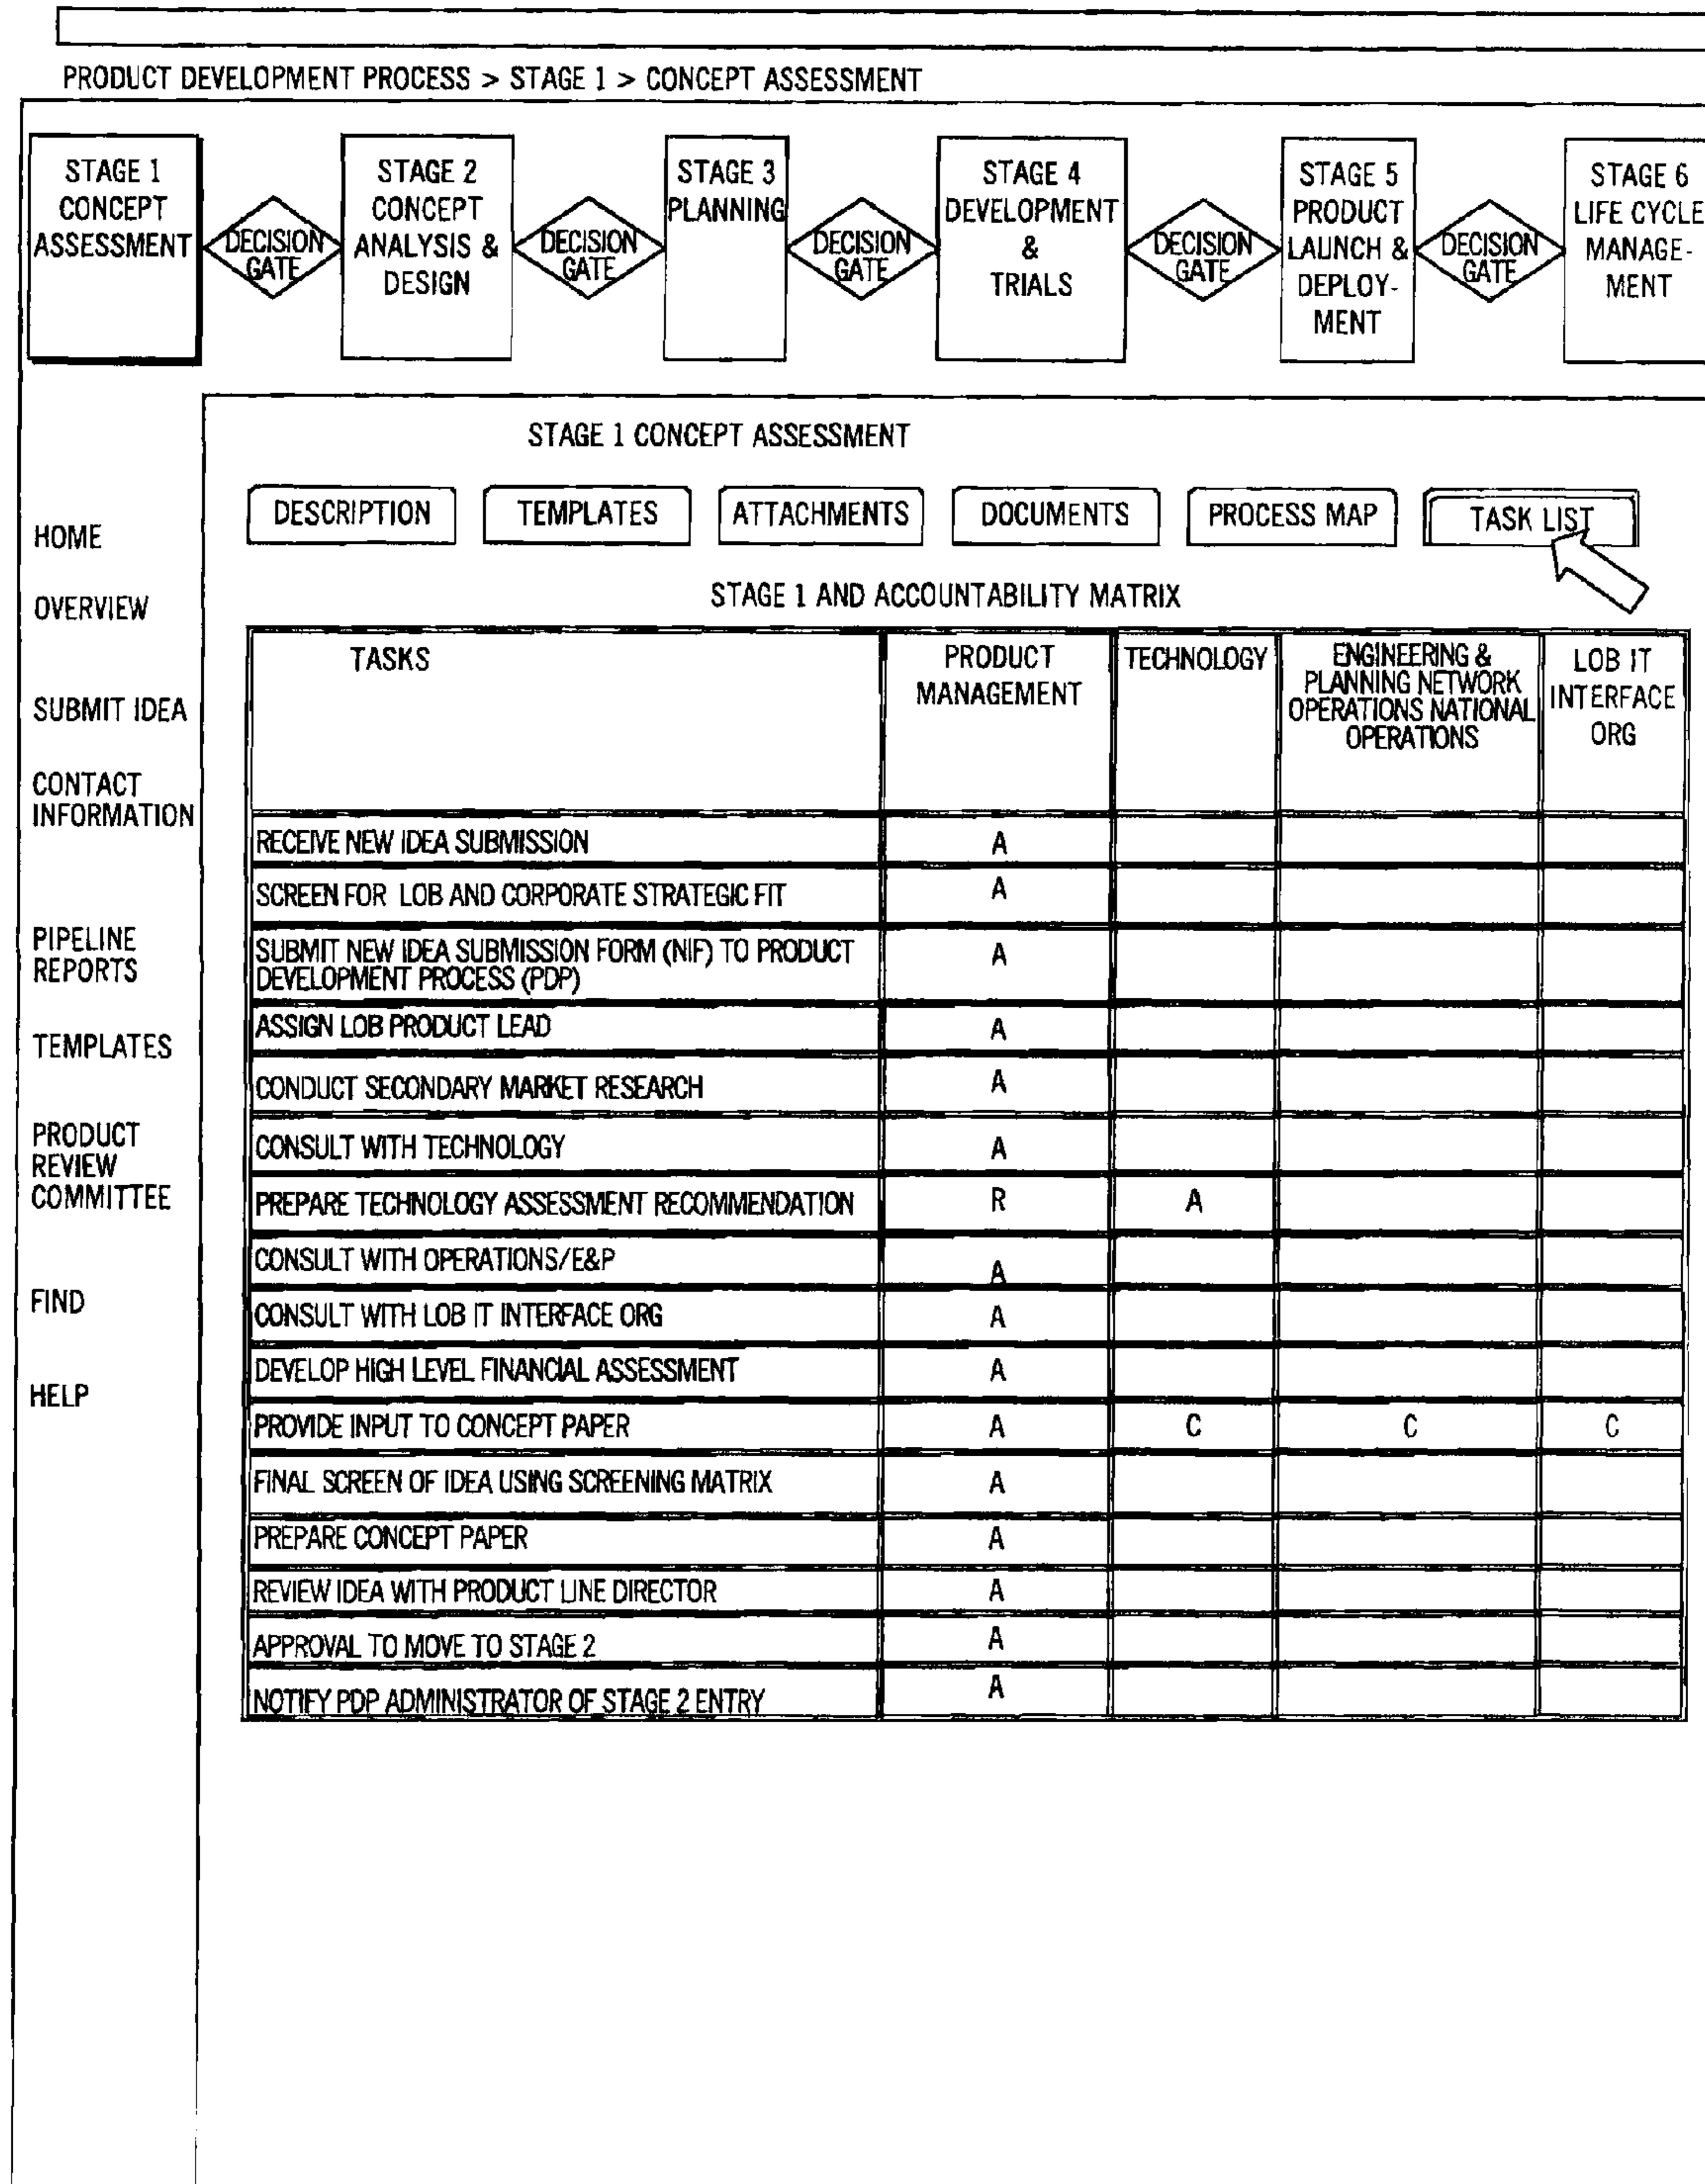 PRODUCT DEVELOPMENT PROCESS > STAGE 1 > CONCEPT ASSESSMENT
STAGE 1
CONCEPT
ASSESSMENT
DECISION
GATE
STAGE 2
CONCEPT
ANALYSIS &
DESIGN
DECISION
GATE
STAGE 3
PLANNING
DECISION
GATE
STAGE 4
DEVELOPMENT
&
TRIALS
DECISION
GATE
STAGE 5
PRODUCT
LAUNCH &
DEPLOY-
MENT
DECISION
GATE
STAGE 6
LIFE CYCLE
MANAGE-
MENT
HOME
OVERVIEW
SUBMIT IDEA
CONTACT
INFORMATION
PIPELINE
REPORTS
TEMPLATES
PRODUCT
REVIEW
COMMITTEE
FIND
HELP
STAGE 1 CONCEPT ASSESSMENT
DESCRIPTION TEMPLATES ATTACHMENTS DOCUMENTS PROCESS MAP TASK LIST
STAGE 1 AND ACCOUNTABILITY MATRIX
TASKS
PRODUCT
MANAGEMENT
TECHNOLOGY
ENGINEERING &
PLANNING NETWORK
OPERATIONS NATIONAL
OPERATIONS
LOB IT
INTERFACE
ORG
RECEIVE NEW IDEA SUBMISSION A
SCREEN FOR LOB AND CORPORATE STRATEGIC FIT A
SUBMIT NEW IDEA SUBMISSION FORM (NIF) TO PRODUCT
DEVELOPMENT PROCESS (PDP) A
ASSIGN LOB PRODUCT LEAD A
CONDUCT SECONDARY MARKET RESEARCH A
CONSULT WITH TECHNOLOGY A
PREPARE TECHNOLOGY ASSESSMENT RECOMMENDATION R A
CONSULT WITH OPERATIONS/E&P A
CONSULT WITH LOB IT INTERFACE ORG A
DEVELOP HIGH LEVEL FINANCIAL ASSESSMENT A
PROVIDE INPUT TO CONCEPT PAPER A C C C
FINAL SCREEN OF IDEA USING SCREENING MATRIX A
PREPARE CONCEPT PAPER A
REVIEW IDEA WITH PRODUCT LINE DIRECTOR A
APPROVAL TO MOVE TO STAGE 2 A
NOTIFY PDP ADMINISTRATOR OF STAGE 2 ENTRY A